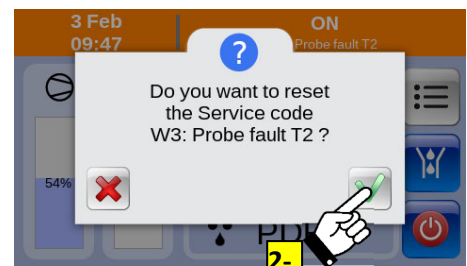 3 Feb
ON
09:47
Probe fault T2
?
Do you want to reset
the Service code
W3: Probe fault T2 ?
54%
2-